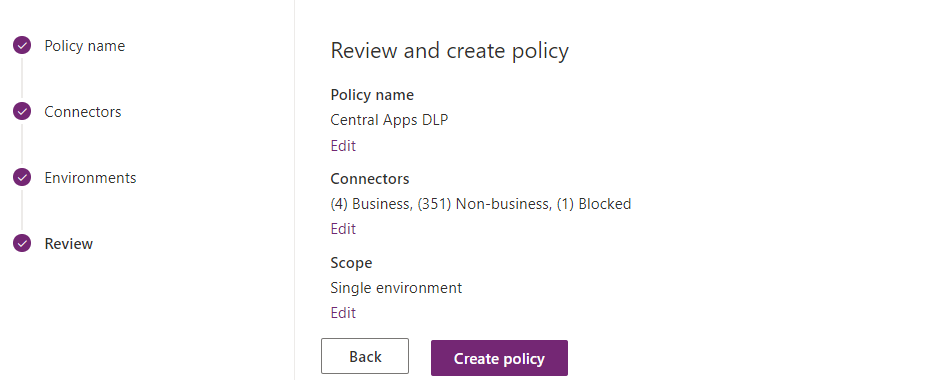 Policy name
Connectors
Environments
Review
Review and create policy
Policy name
Central Apps DLP
Edit
Connectors
(4) Business, (351) Non-business, (1) Blocked
Edit
Scope
Single environment
Edit
Back
Create policy